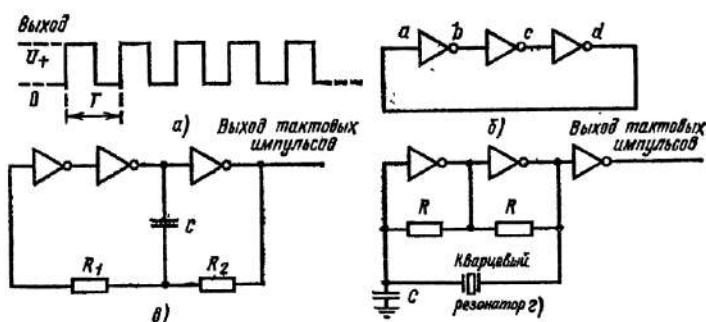 Выход
U+
0
T
a)
a
b
c
d
б)
Выход тактовых
импульсов
C
R1
R2
в)
Выход тактовых
импульсов
R
R
Кварцевый
резонатор г)
C